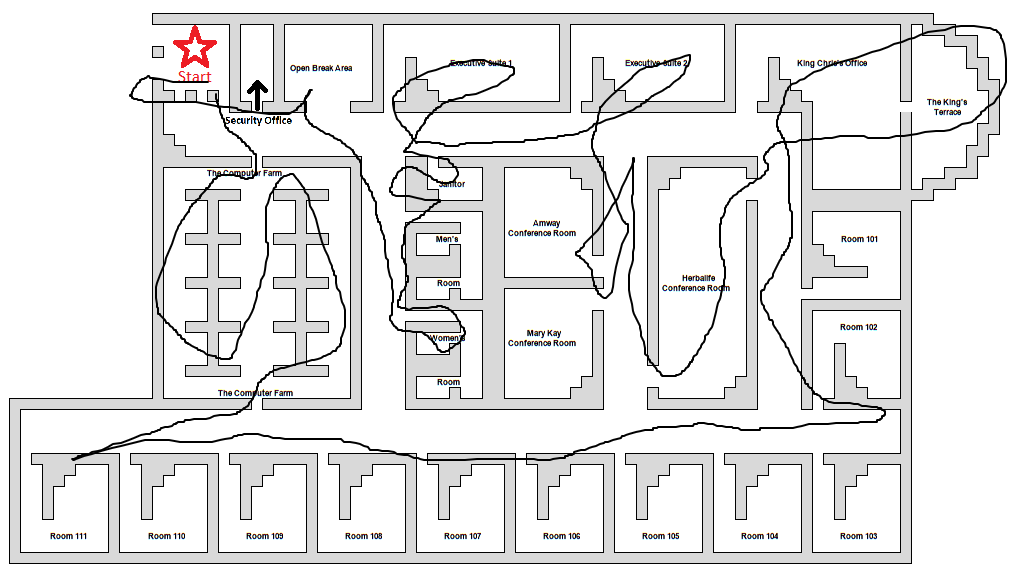 Start
Open Break Area
Executive Suite 1
Executive Suite 2
King Chris's Office
The King's
Terrace
Security Office
The Computer Farm
Janitor
Men's
Room
Women's
Room
Amway
Conference Room
Mary Kay
Conference Room
Herbalife
Conference Room
Room 101
Room 102
The Computer Farm
Room 111
Room 110
Room 109
Room 108
Room 107
Room 106
Room 105
Room 104
Room 103